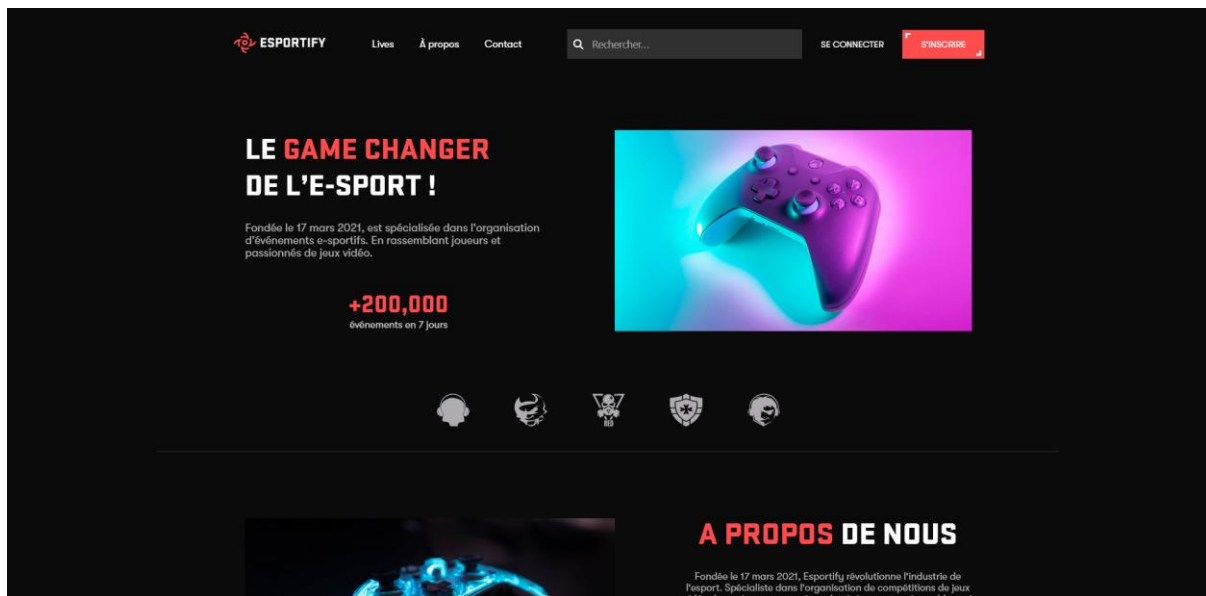 ESPORTIFY
Lives À propos Contact
Rechercher...
SE CONNECTER
S'INSCRIRE
LE GAME CHANGER
DE L'E-SPORT !
Fondée le 17 mars 2021, est spécialisée dans l'organisation
d'événements e-sportifs. En rassemblant joueurs et
passionnés de jeux vidéo.
+200,000
événements en 7 jours
RED
A PROPOS DE NOUS
Fondée le 17 mars 2021, Esportify révolutionne l'industrie de
l'esport. Spécialiste dans l'organisation de compétitions de jeux